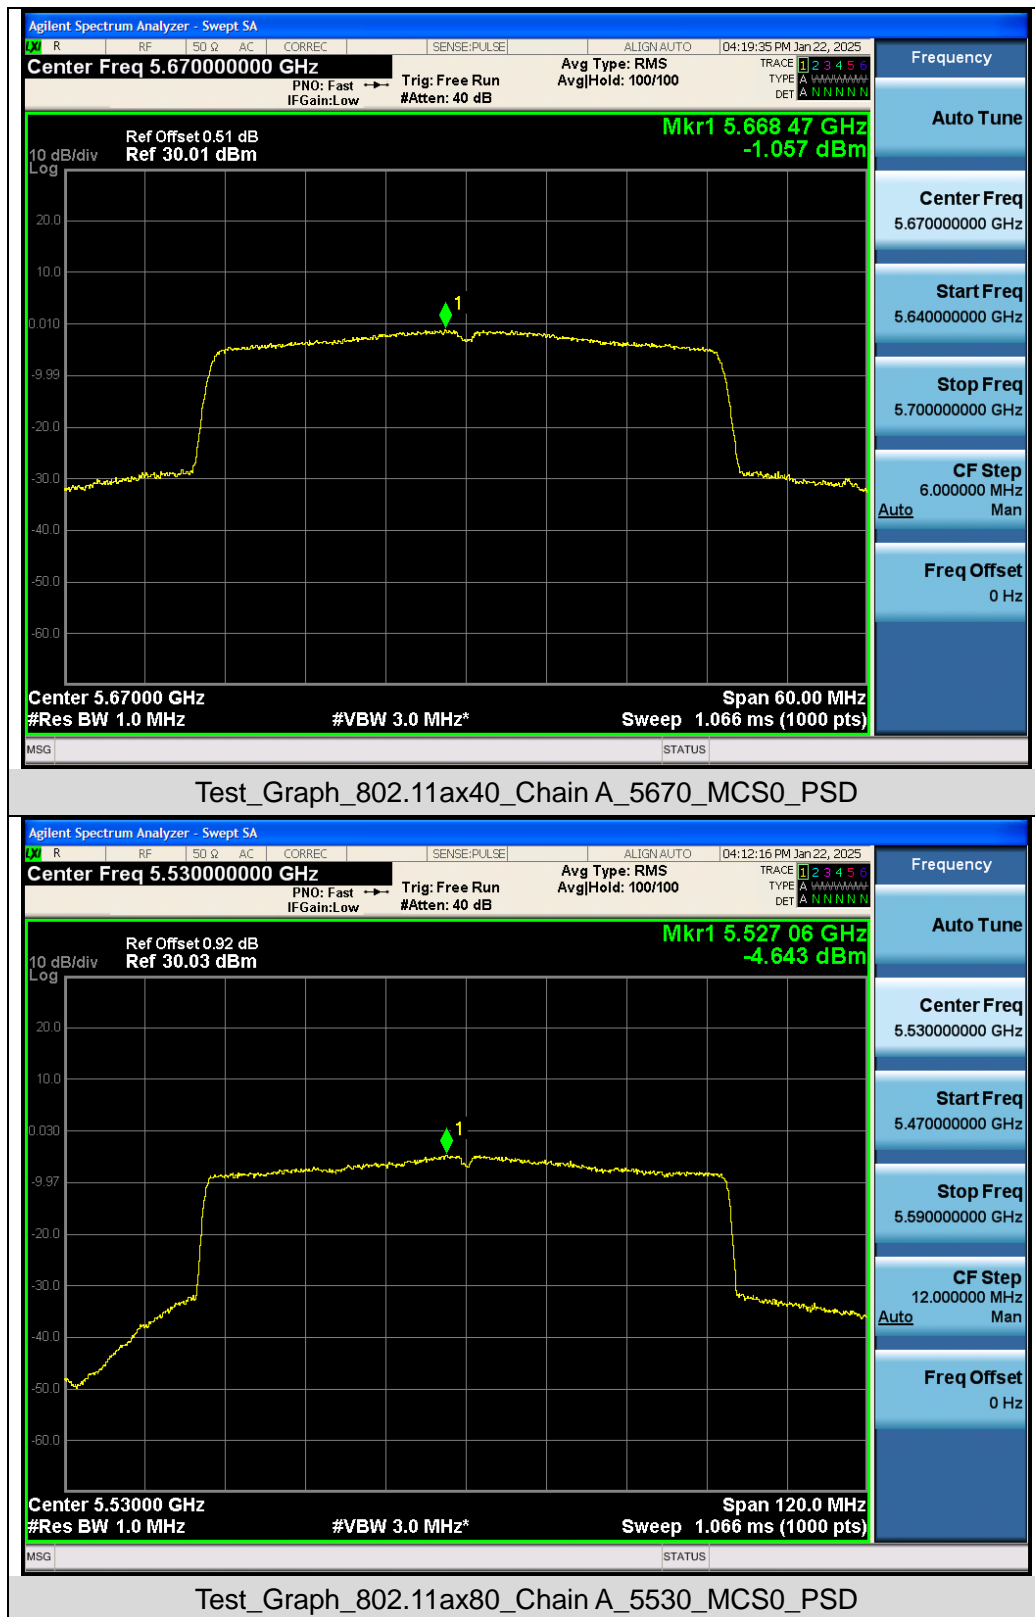 Agilent Spectrum Analyzer - Swept SA
LXI R RF 50 Ω AC CORREC SENSE:PULSE ALIGN AUTO 04:19:35 PM Jan 22, 2025
Center Freq 5.670000000 GHz
PNO: Fast
IFGain:Low
Trig: Free Run
#Atten: 40 dB
Avg Type: RMS
Avg|Hold: 100/100
TRACE 1 2 3 4 5 6
TYPE A WWWWW
DET A N N N N N
Frequency
Auto Tune
Center Freq
5.670000000 GHz
Start Freq
5.640000000 GHz
Stop Freq
5.700000000 GHz
CF Step
6.000000 MHz
Auto Man
Freq Offset
0 Hz
Mkr1 5.668 47 GHz
-1.057 dBm
Ref Offset 0.51 dB
10 dB/div Ref 30.01 dBm
Log
20.0
10.0
1
0.010
-9.99
-20.0
-30.0
-40.0
-50.0
-60.0
Center 5.67000 GHz Span 60.00 MHz
#Res BW 1.0 MHz #VBW 3.0 MHz* Sweep 1.066 ms (1000 pts)
MSG STATUS
Test_Graph_802.11ax40_Chain A_5670_MCS0_PSD
Agilent Spectrum Analyzer - Swept SA
LXI R RF 50 Ω AC CORREC SENSE:PULSE ALIGN AUTO 04:12:16 PM Jan 22, 2025
Center Freq 5.530000000 GHz
PNO: Fast
IFGain:Low
Trig: Free Run
#Atten: 40 dB
Avg Type: RMS
Avg|Hold: 100/100
TRACE 1 2 3 4 5 6
TYPE A WWWWW
DET A N N N N N
Frequency
Auto Tune
Center Freq
5.530000000 GHz
Start Freq
5.470000000 GHz
Stop Freq
5.590000000 GHz
CF Step
12.000000 MHz
Auto Man
Freq Offset
0 Hz
Mkr1 5.527 06 GHz
-4.643 dBm
Ref Offset 0.92 dB
10 dB/div Ref 30.03 dBm
Log
20.0
10.0
1
0.030
-9.97
-20.0
-30.0
-40.0
-50.0
-60.0
Center 5.53000 GHz Span 120.0 MHz
#Res BW 1.0 MHz #VBW 3.0 MHz* Sweep 1.066 ms (1000 pts)
MSG STATUS
Test_Graph_802.11ax80_Chain A_5530_MCS0_PSD